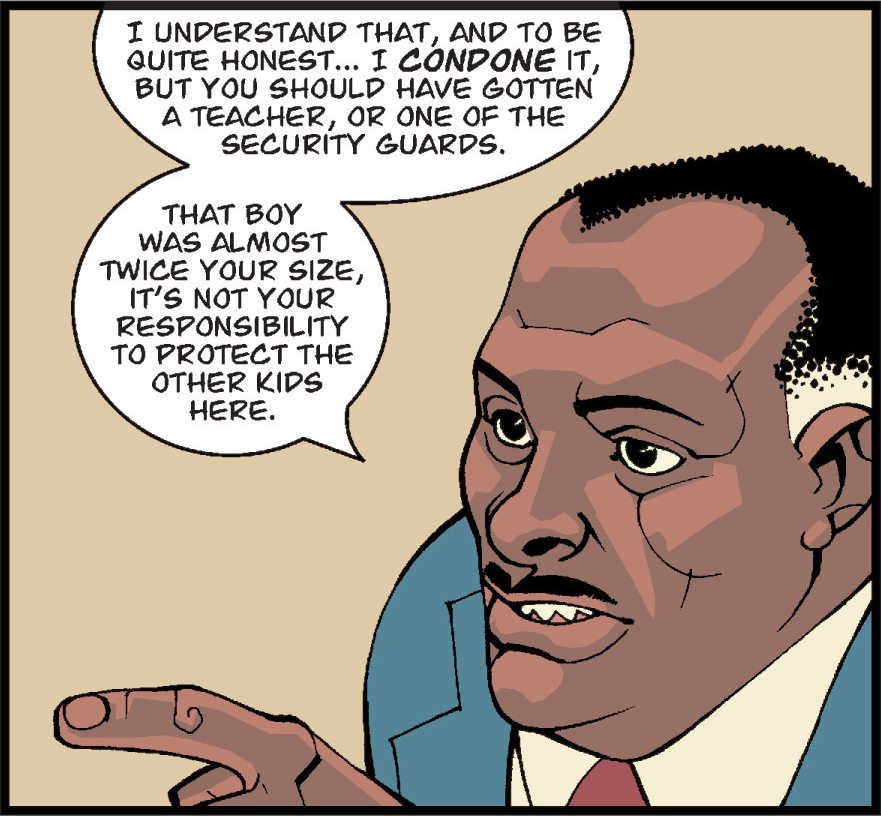 I UNDERSTAND THAT, AND TO BE
QUITE HONEST... I CONDONE IT,
BUT YOU SHOULD HAVE GOTTEN
A TEACHER, OR ONE OF THE
SECURITY GUARDS.
THAT BOY
WAS ALMOST
TWICE YOUR SIZE,
IT'S NOT YOUR
RESPONSIBILITY
TO PROTECT THE
OTHER KIDS
HERE.